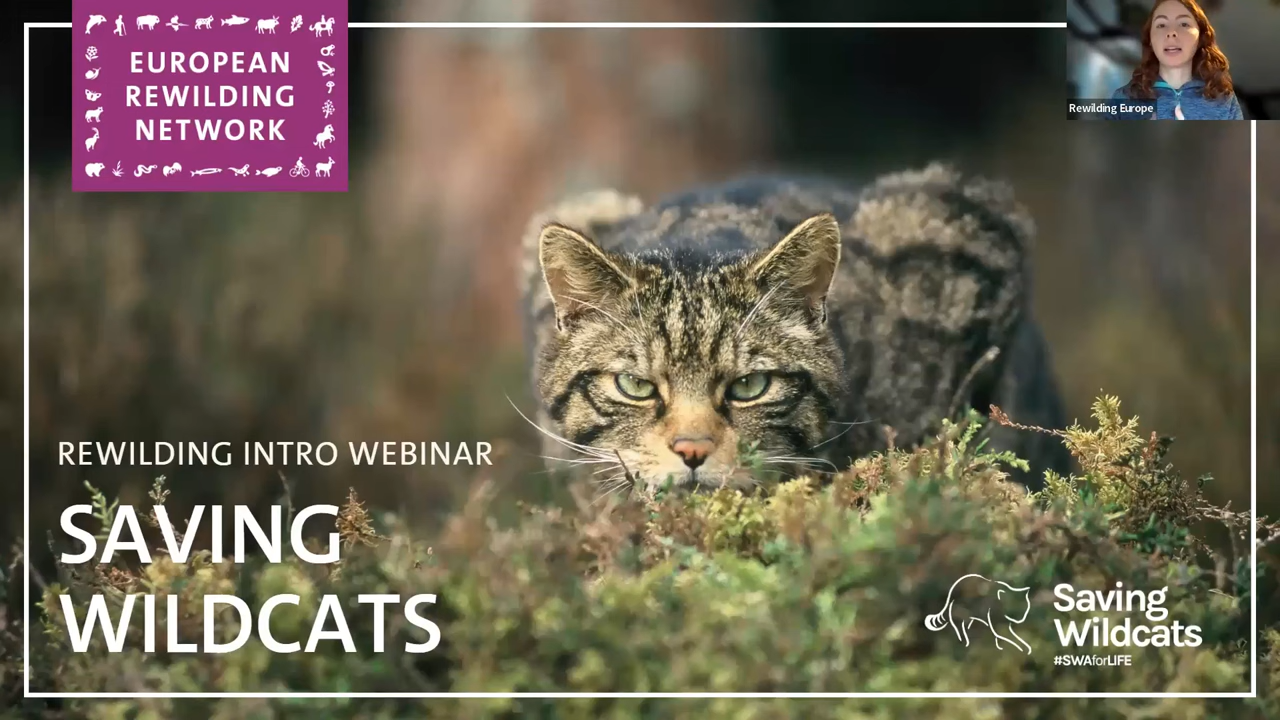 EUROPEAN
REWILDING
NETWORK
Rewilding Europe
REWILDING INTRO WEBINAR
SAVING
WILDCATS
Saving
Wildcats
#SWAforLIFE